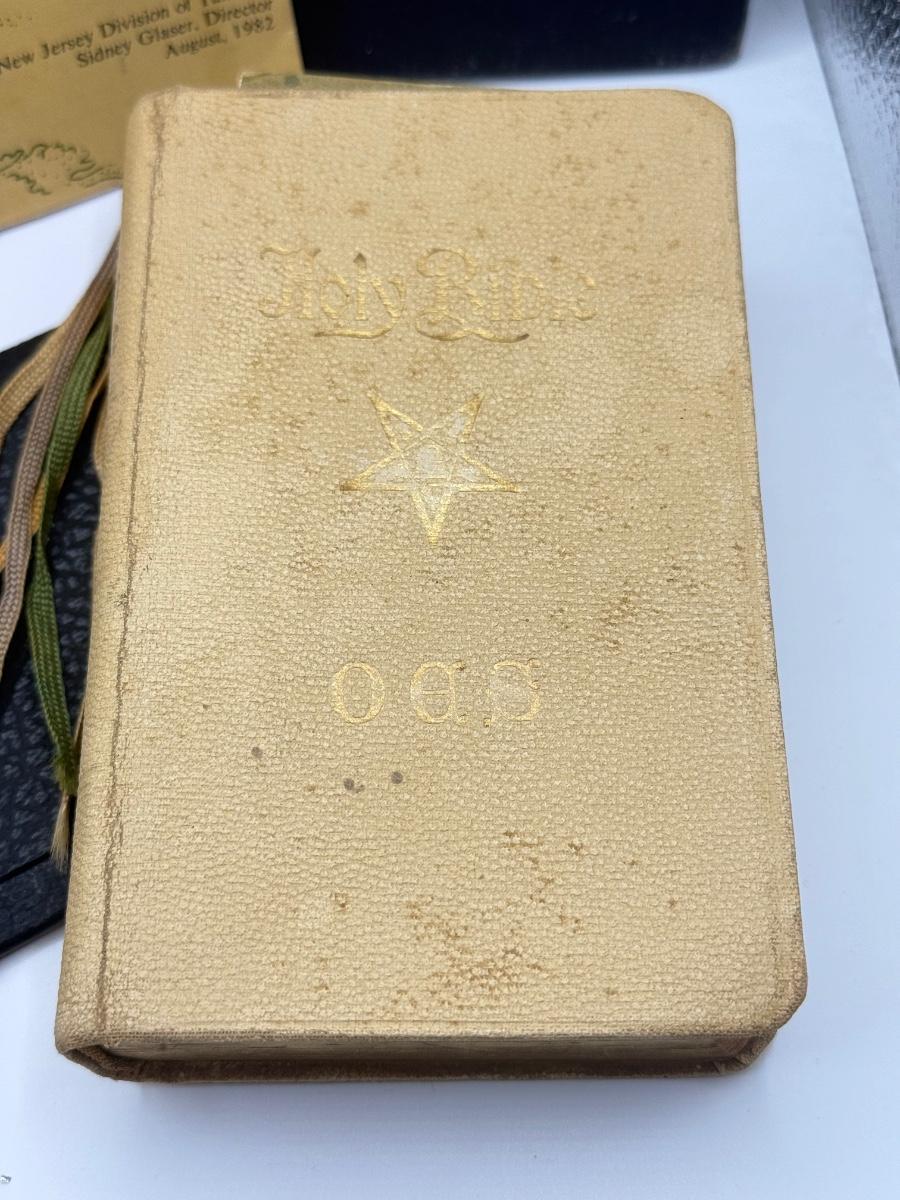 New Jersey Division of
Sidney Glaser, Director
August, 1982
Holy Bible
O E S